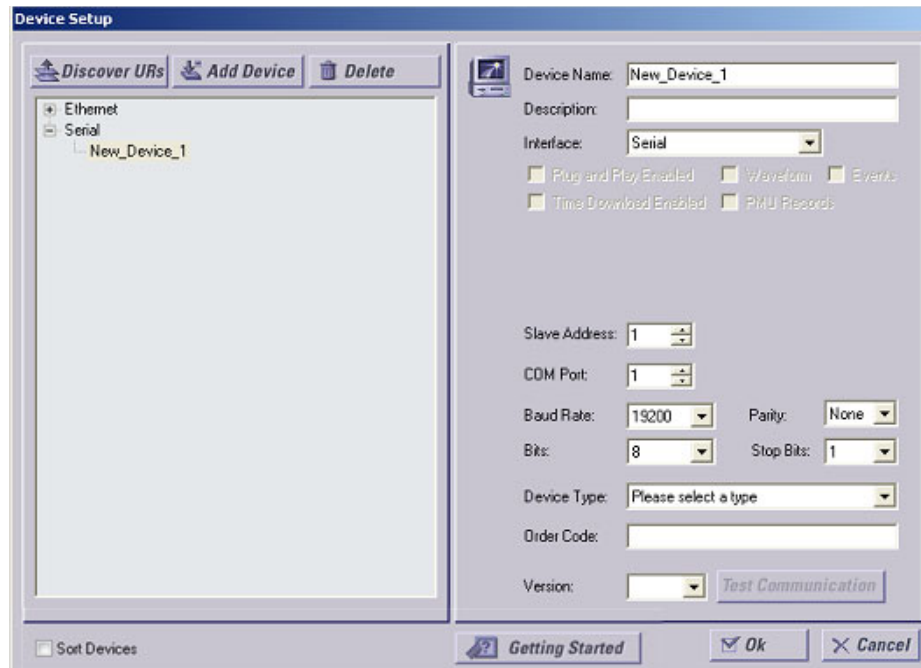 Device Setup
Discover URs Add Device Delete
Ethernet
Serial
New_Device_1
Device Name: New_Device_1
Description:
Interface: Serial
Plug and Play Enabled Waveform Events
Time Download Enabled PMU Records
Slave Address: 1
COM Port: 1
Baud Rate: 19200 Parity: None
Bits: 8 Stop Bits: 1
Device Type: Please select a type
Order Code:
Version: Test Communication
Sort Devices Getting Started Ok Cancel